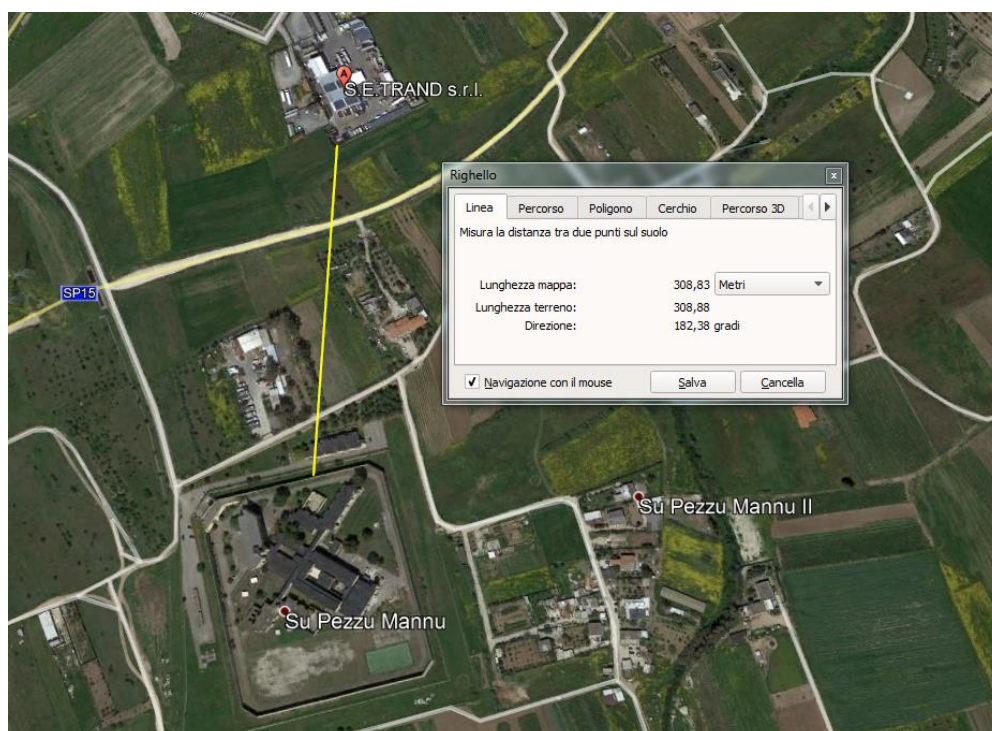 S.E.TRAND s.r.l.
A
Righello
Linea
Percorso
Poligono
Cerchio
Percorso 3D
Misura la distanza tra due punti sul suolo
Lunghezza mappa: 308,83 Metri
Lunghezza terreno: 308,88
Direzione: 182,38 gradi
Navigazione con il mouse
Salva
Cancella
SP15
Su Pezzu Mannu II
Su Pezzu Mannu